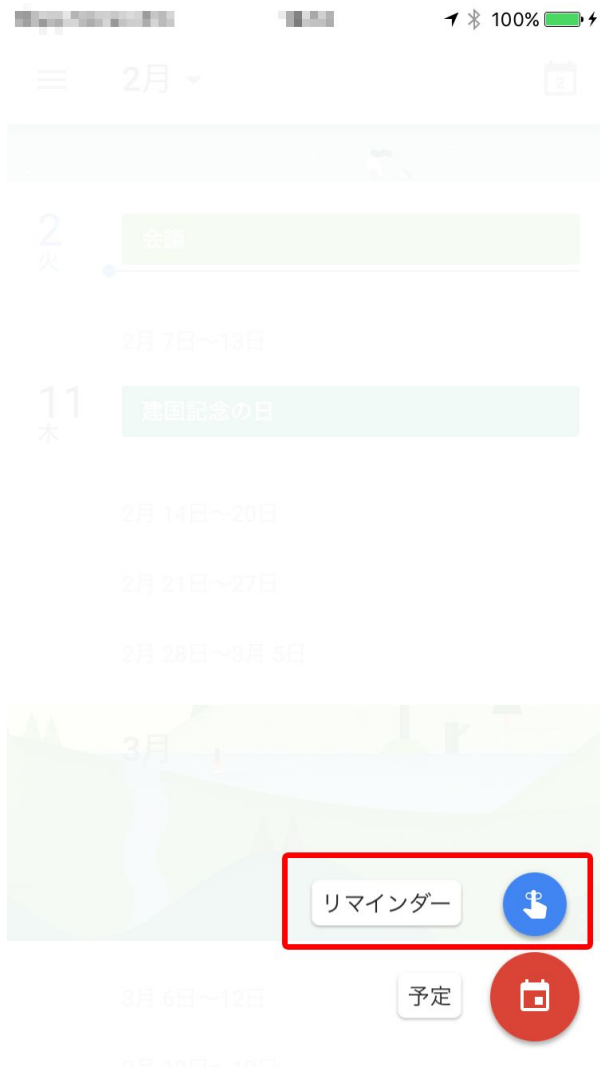 100%
2月
2
火
会議
2月 7日~13日
11
木
建国記念の日
2月 14日~20日
2月 21日~27日
2月 28日~3月 5日
3月
リマインダー
3月 6日~12日
予定